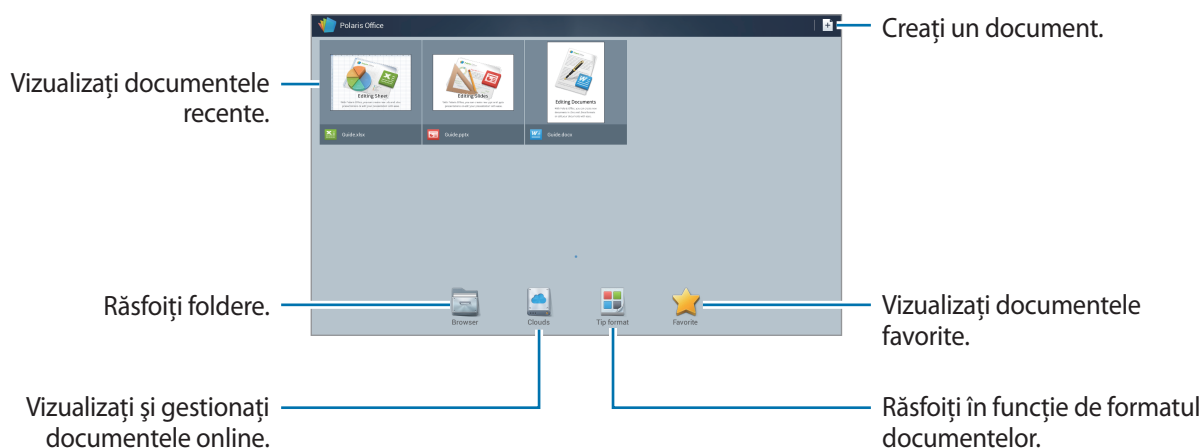 Polaris Office
Creați un document.
Vizualizați documentele
recente.
Editing Sheet
Editing Slides
Editing Documents
Guide.xlsx
Guide.pptx
Guide.docx
Răsfoiți foldere.
Browser
Clouds
Tip format
Favorite
Vizualizați documentele
favorite.
Vizualizați şi gestionați
documentele online.
Răsfoiți în funcție de formatul
documentelor.